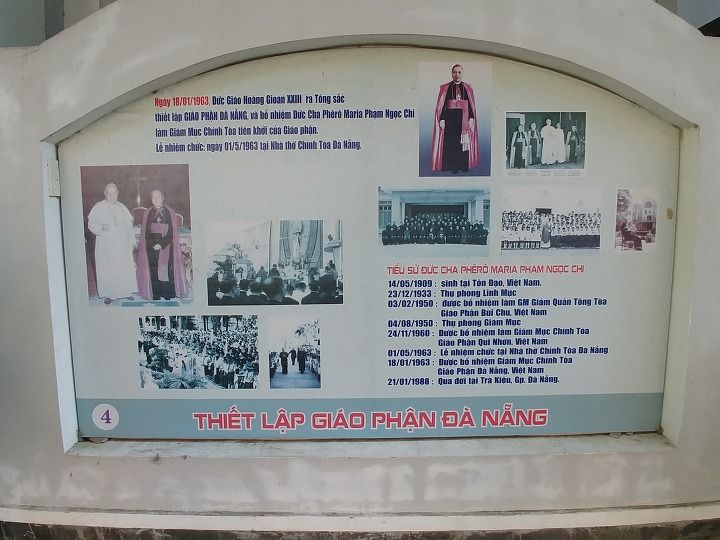 Ngày 18/01/1963, Đức Giáo Hoàng Gioan XXIII ra Tông sắc
thiết lập GIÁO PHẬN ĐÀ NẴNG, và bổ nhiệm Đức Cha Phêrô Maria Phạm Ngọc Chi
làm Giám Mục Chính Tòa tiên khởi của Giáo phận.
Lễ nhiệm chức: ngày 01/5/1963 tại Nhà thờ Chính Tòa Đà Nẵng.
TIỂU SỬ ĐỨC CHA PHÊRÔ MARIA PHẠM NGỌC CHI
14/05/1909 : sinh tại Tôn Đạo, Việt Nam.
23/12/1933 : Thụ phong Linh Mục
03/02/1950 : được bổ nhiệm làm GM Giám Quản Tông Tòa
Giáo Phận Bùi Chu, Việt Nam
04/08/1950 : Thụ phong Giám Mục
24/11/1960 : Được bổ nhiệm làm Giám Mục Chính Tòa
Giáo Phận Qui Nhơn, Việt Nam
01/05/1963 : Lễ nhiệm chức tại Nhà thờ Chính Tòa Đà Nẵng
18/01/1963 : Được bổ nhiệm Giám Mục Chính Tòa
Giáo Phận Đà Nẵng, Việt Nam
21/01/1988 : Qua đời tại Trà Kiệu, Gp. Đà Nẵng.
4
THIẾT LẬP GIÁO PHẬN ĐÀ NẴNG